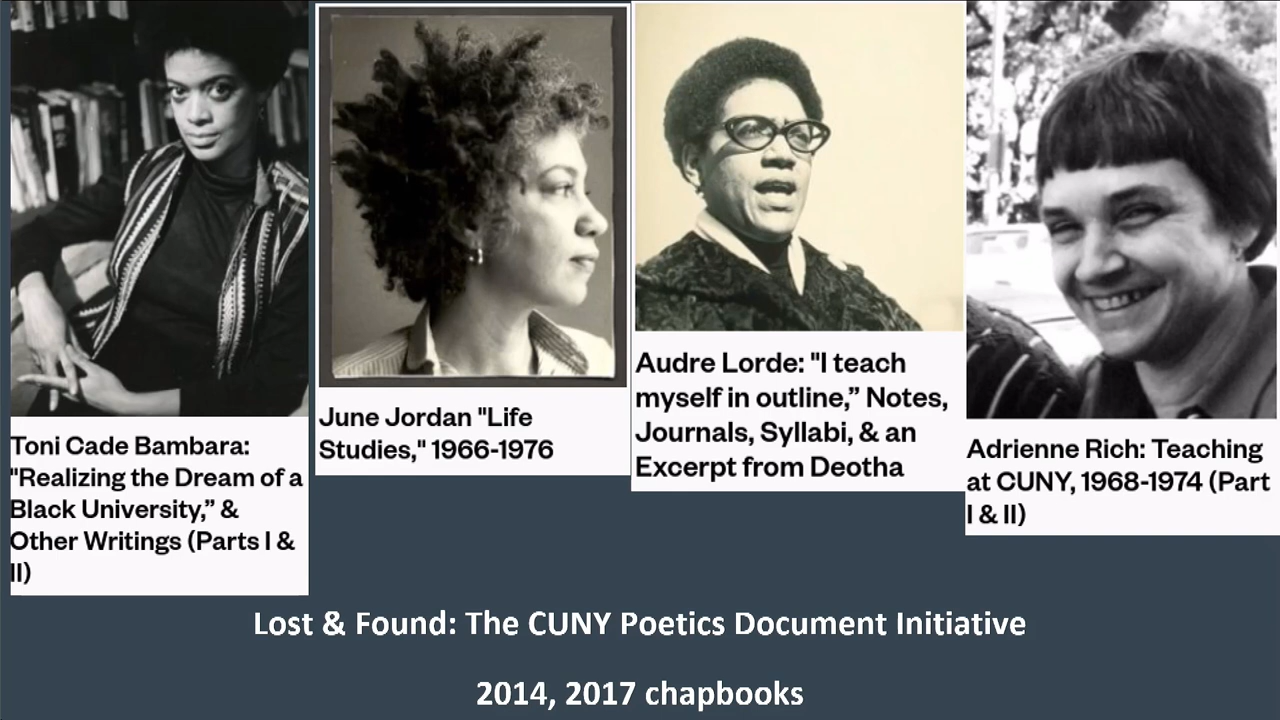 Toni Cade Bambara:
"Realizing the Dream of a
Black University,” &
Other Writings (Parts I &
II)
June Jordan "Life
Studies," 1966-1976
Audre Lorde: "I teach
myself in outline,” Notes,
Journals, Syllabi, & an
Excerpt from Deotha
Adrienne Rich: Teaching
at CUNY, 1968-1974 (Part
I & II)
Lost & Found: The CUNY Poetics Document Initiative
2014, 2017 chapbooks